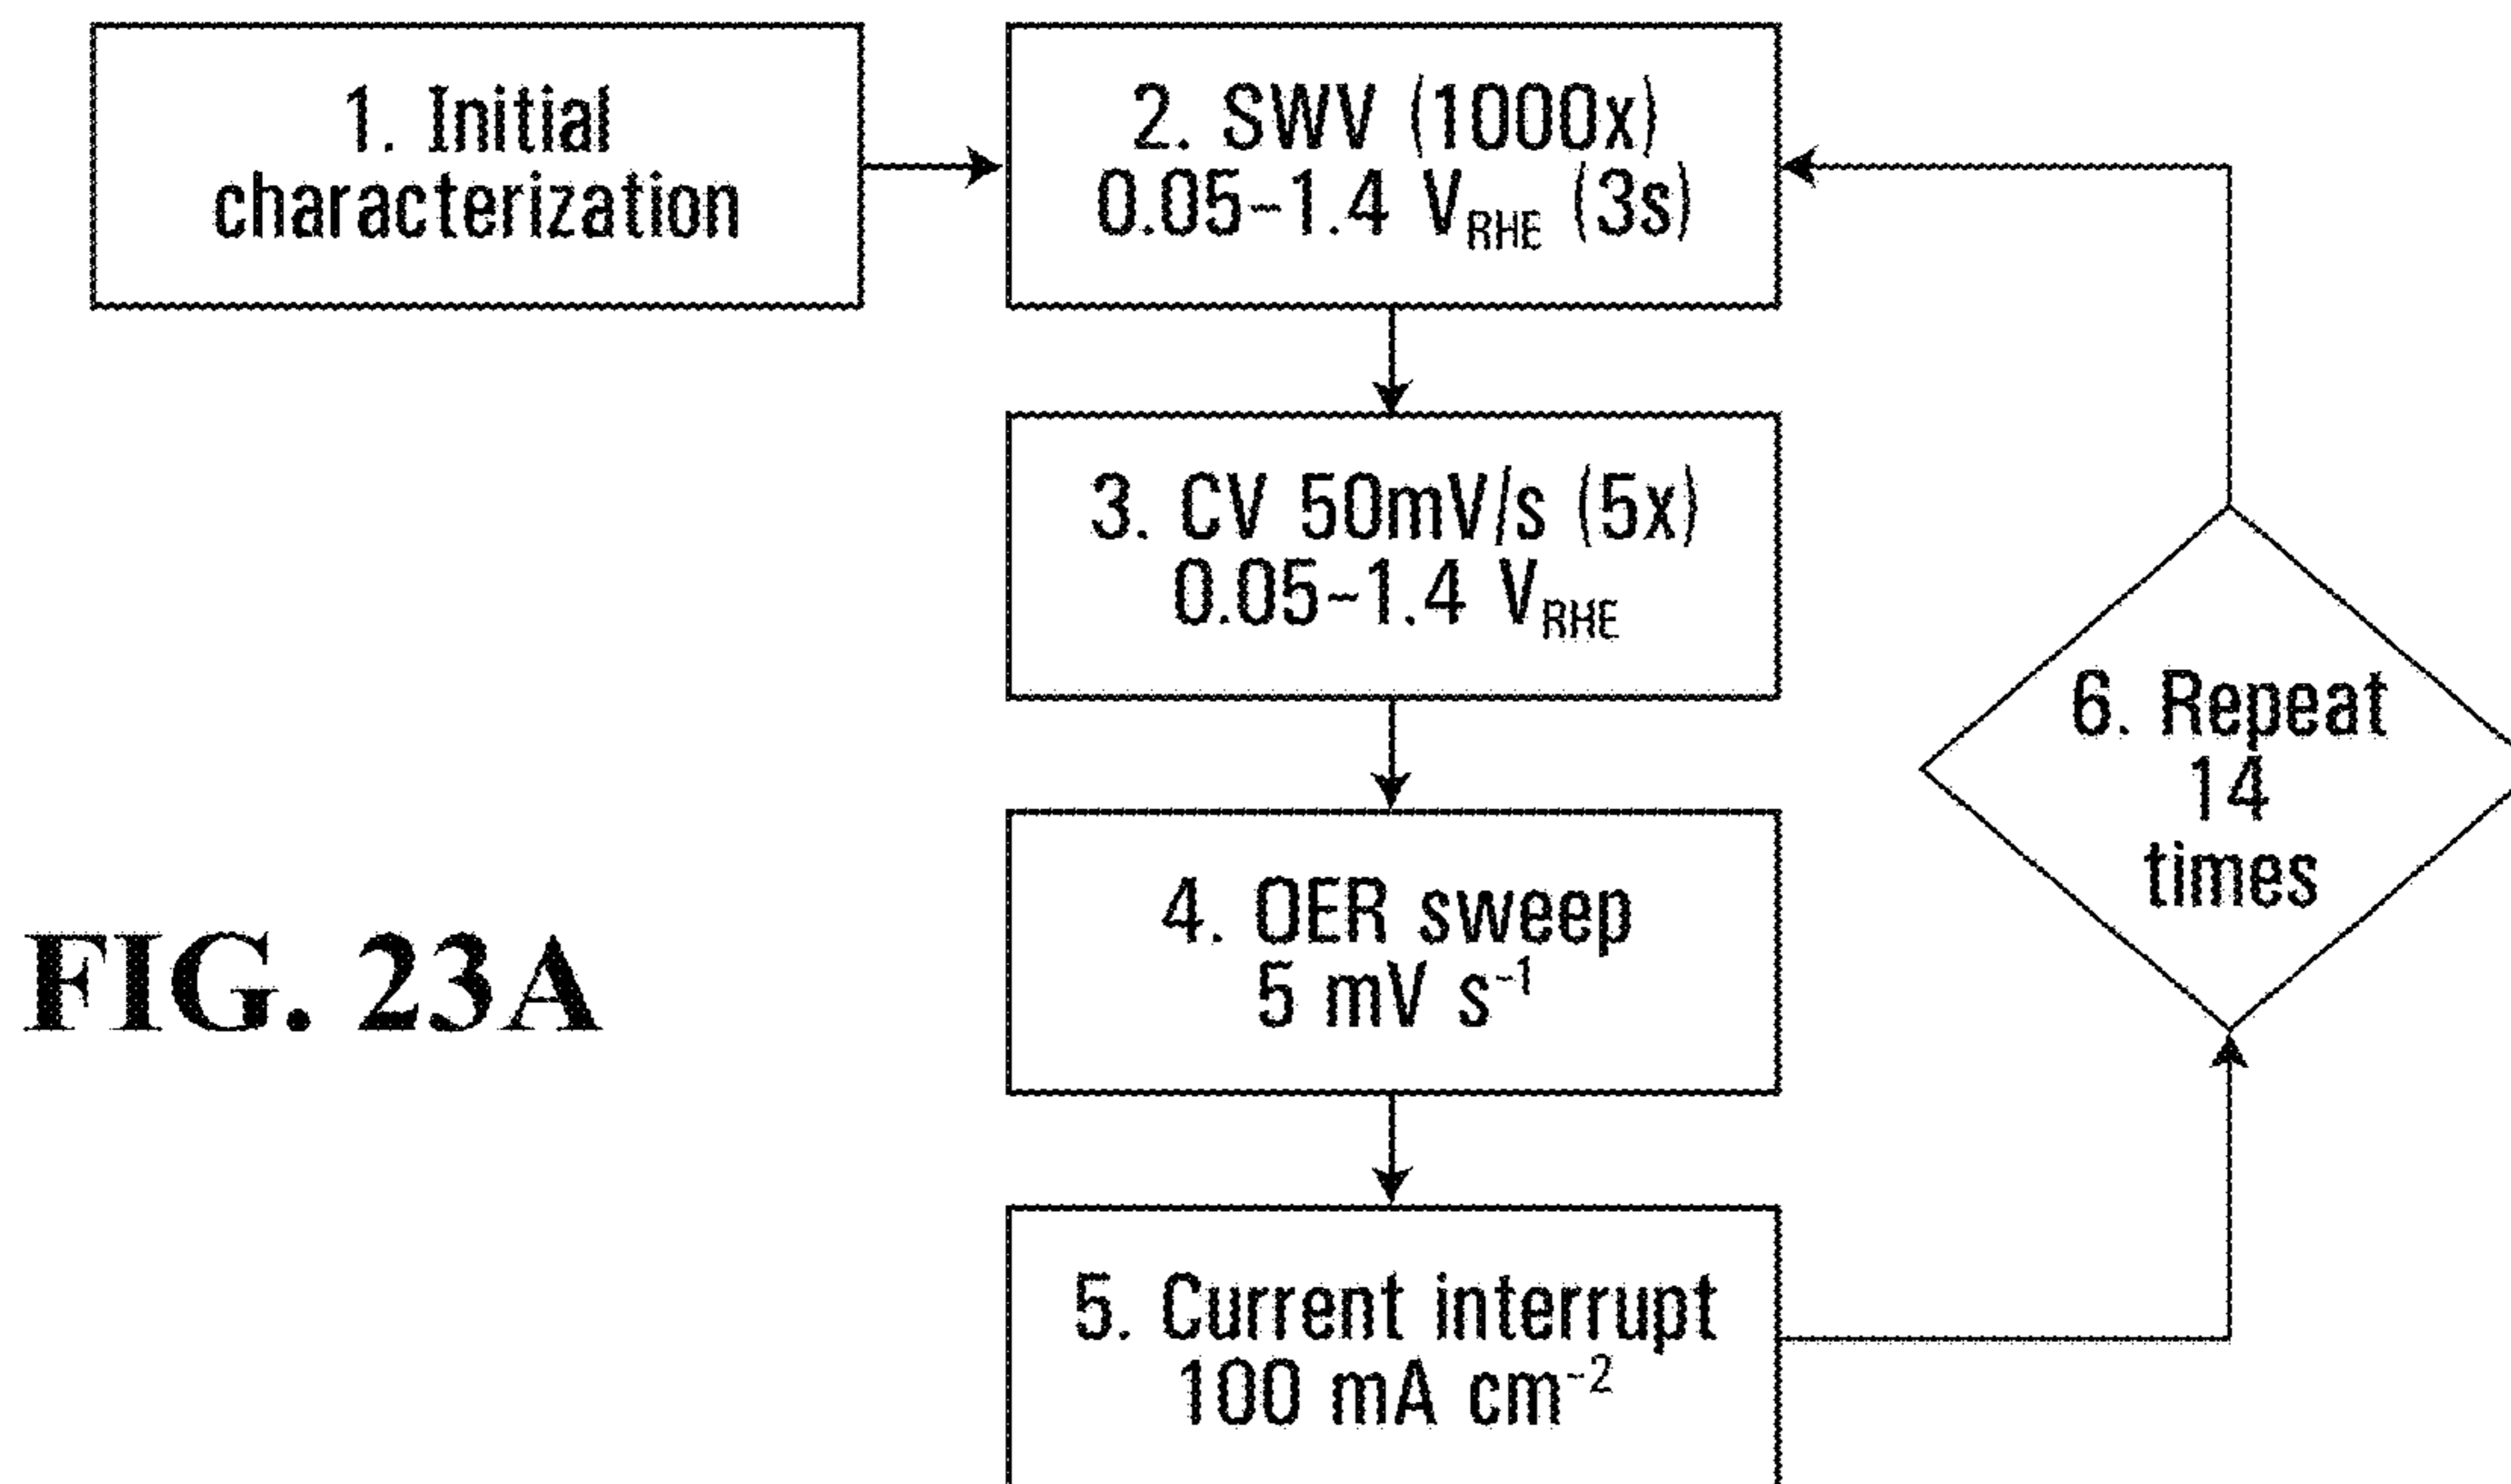 1. Initial
characterization
2. SWV (1000x)
0.05~1.4 V_RHE (3s)
3. CV 50mV/s (5x)
0.05~1.4 V_RHE
4. OER sweep
5 mV s⁻¹
5. Current interrupt
100 mA cm⁻²
6. Repeat
14
times
FIG. 23A